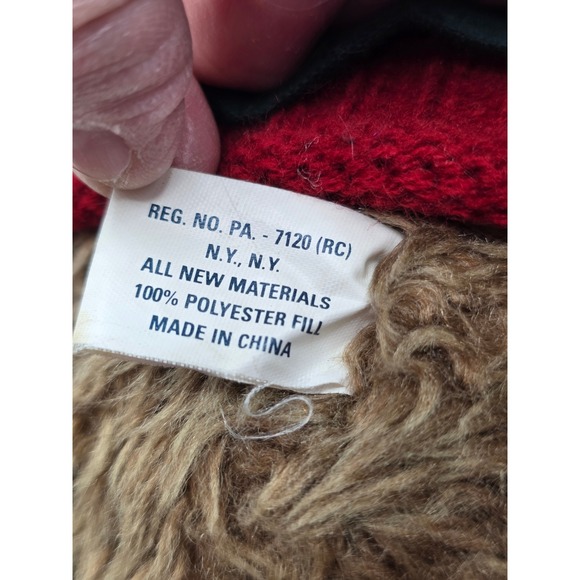 REG. NO. PA. - 7120 (RC)
N.Y., N.Y.
ALL NEW MATERIALS
100% POLYESTER FILL
MADE IN CHINA